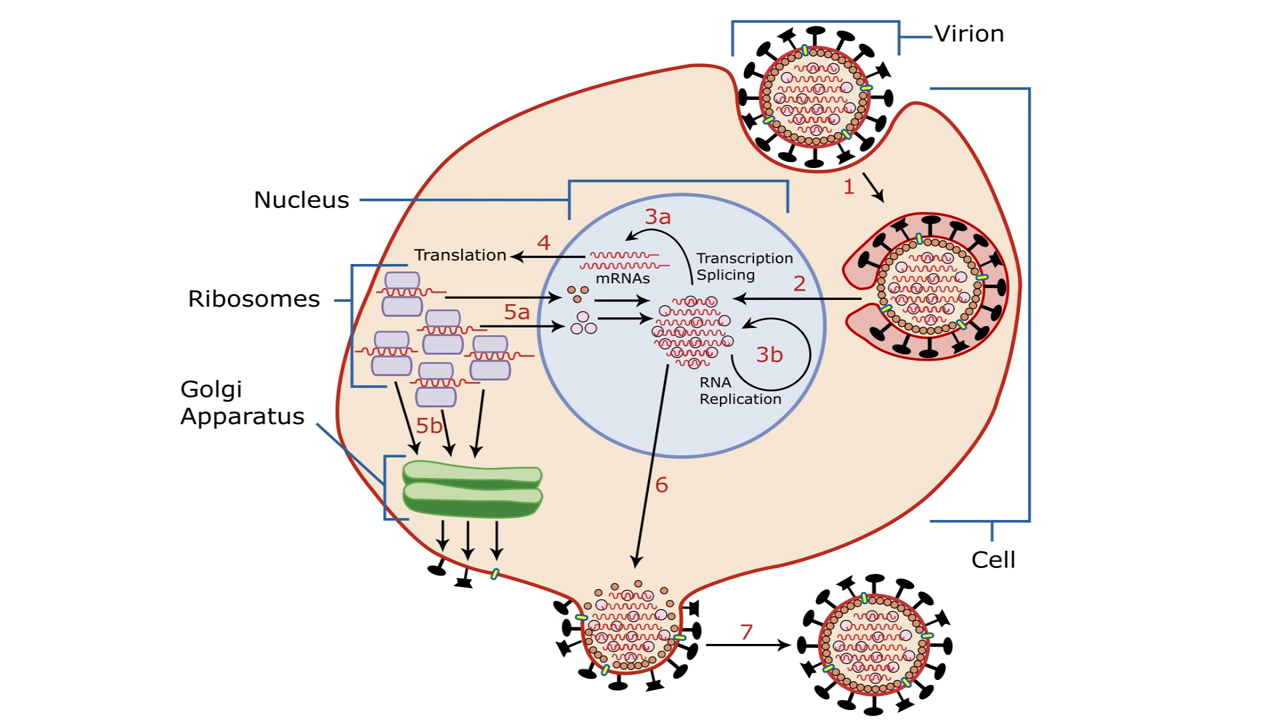 Virion
1
Nucleus
3a
4
Translation
Transcription
Splicing
mRNAs
2
Ribosomes
5a
3b
RNA
Replication
Golgi
Apparatus
5b
6
Cell
7